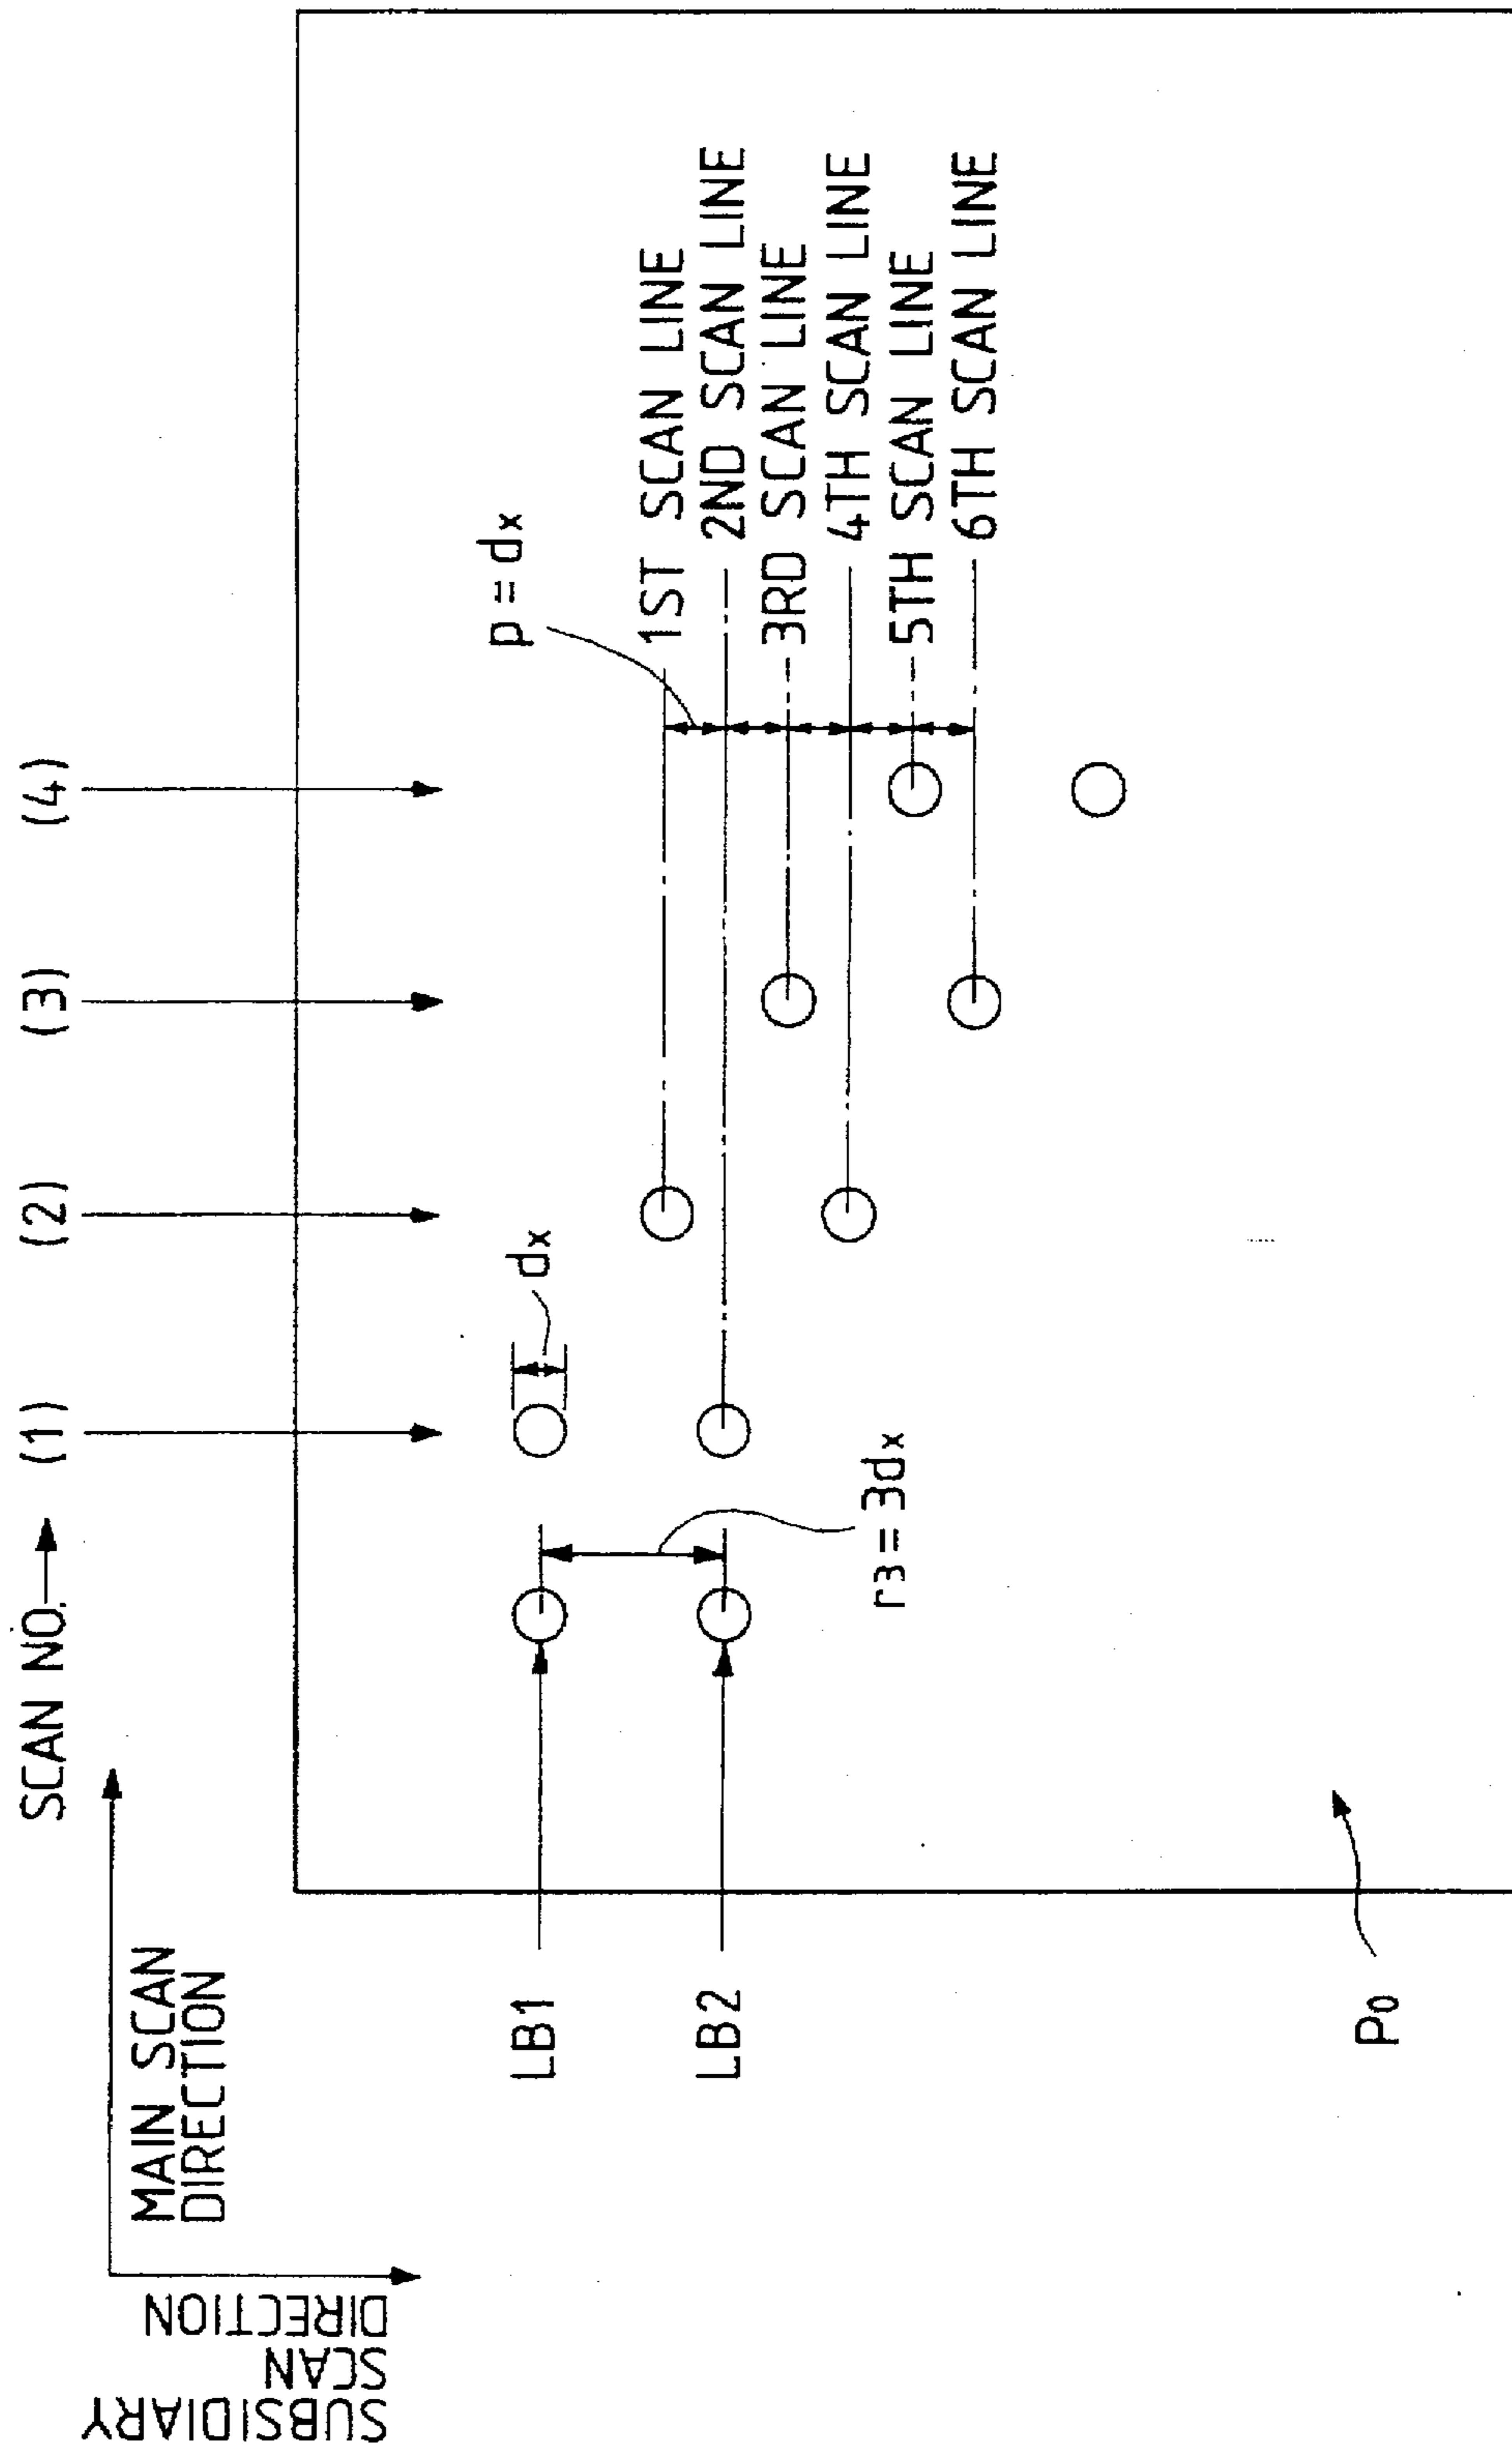 SCAN NO.
(1)
(2)
(3)
(4)
MAIN SCAN
DIRECTION
SUBSIDIARY
SCAN
DIRECTION
LB1
LB2
dx
r3=3dx
p=dx
1ST SCAN LINE
2ND SCAN LINE
3RD SCAN LINE
4TH SCAN LINE
5TH SCAN LINE
6TH SCAN LINE
P0